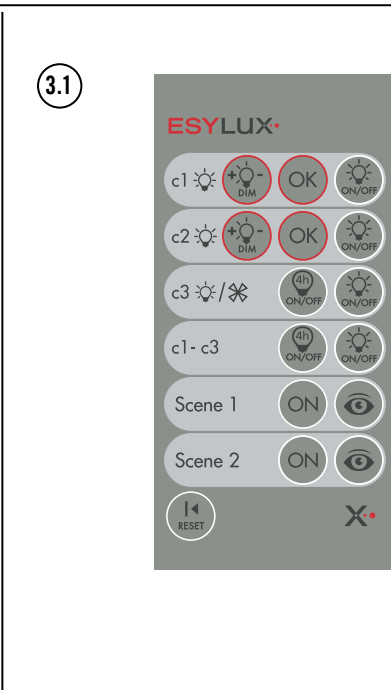 3.1
ESYLUX
c1 + - DIM OK ON/OFF
c2 + - DIM OK ON/OFF
c3 / 4h ON/OFF ON/OFF
c1- c3 4h ON/OFF ON/OFF
Scene 1 ON
Scene 2 ON
RESET X